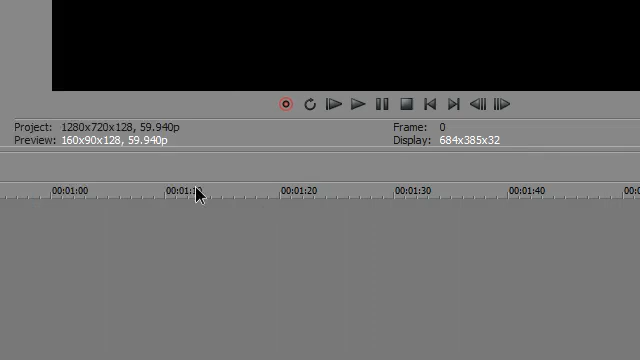 Project: 1280x720x128, 59.940p
Preview: 160x90x128, 59.940p
Frame: 0
Display: 684x385x32
00:01:00 00:01:20 00:01:30 00:01:40